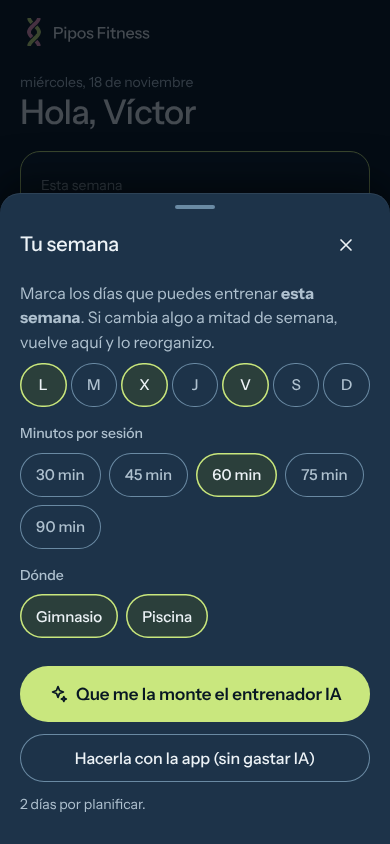 Pipos Fitness
miércoles, 18 de noviembre
Hola, Víctor
Esta semana
Tu semana
Marca los días que puedes entrenar esta
semana. Si cambia algo a mitad de semana,
vuelve aquí y lo reorganizo.
L M X J V S D
Minutos por sesión
30 min 45 min 60 min 75 min
90 min
Dónde
Gimnasio Piscina
Que me la monte el entrenador IA
Hacerla con la app (sin gastar IA)
2 días por planificar.